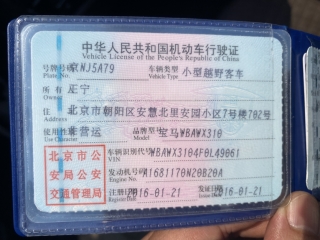 中华人民共和国机动车行驶证
Vehicle License of the People's Republic of China
号牌号码 京NJ5A79 车辆类型 小型越野客车
Plate No. Vehicle Type
所有人 王宁
Owner
住址 北京市朝阳区安慧北里安园小区7号楼702号
Address
使用性质 非营运 品牌型号 宝马WBAWX310
Use Character Model
北京市公安局公安交通管理局
车辆识别代号 WBAWX3104F0L49061
VIN
发动机号码 A1681170N20B20A
Engine No.
注册日期 2016-01-21 发证日期 2016-01-21
Register Date Issue Date